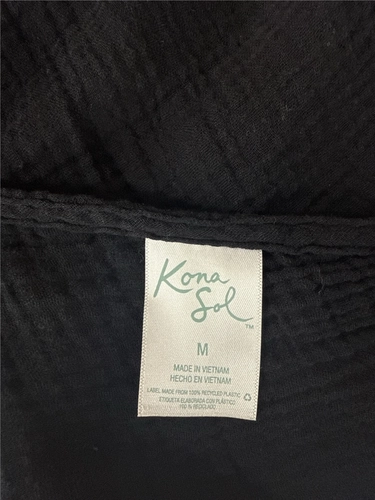 Kona
Sol
™
M
MADE IN VIETNAM
HECHO EN VIETNAM
LABEL MADE FROM 100% RECYCLED PLASTIC
ETIQUETA ELABORADA CON PLÁSTICO
RECICLADO